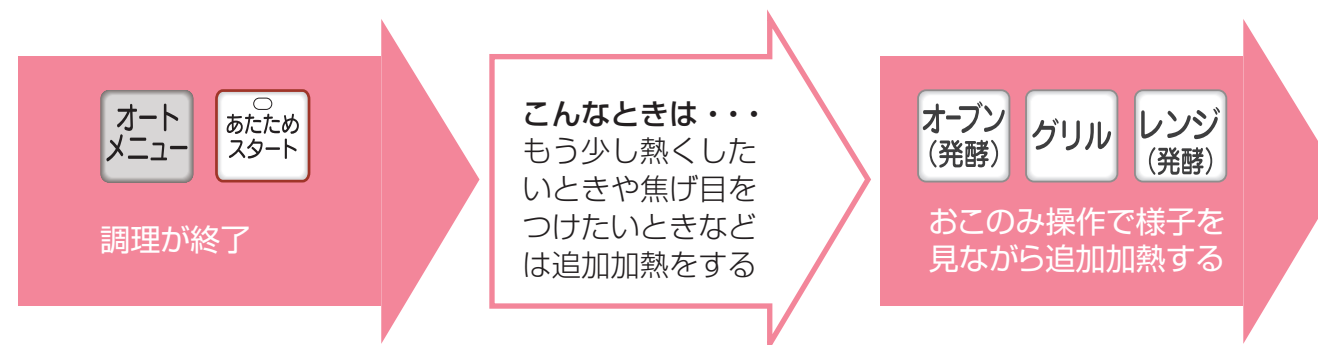 オート
メニュー
あたため
スタート
調理が終了
こんなときは・・・
もう少し熱くした
いときや焦げ目を
つけたいときなど
は追加加熱をする
オーブン
(発酵)
グリル
レンジ
(発酵)
おこのみ操作で様子を
見ながら追加加熱する